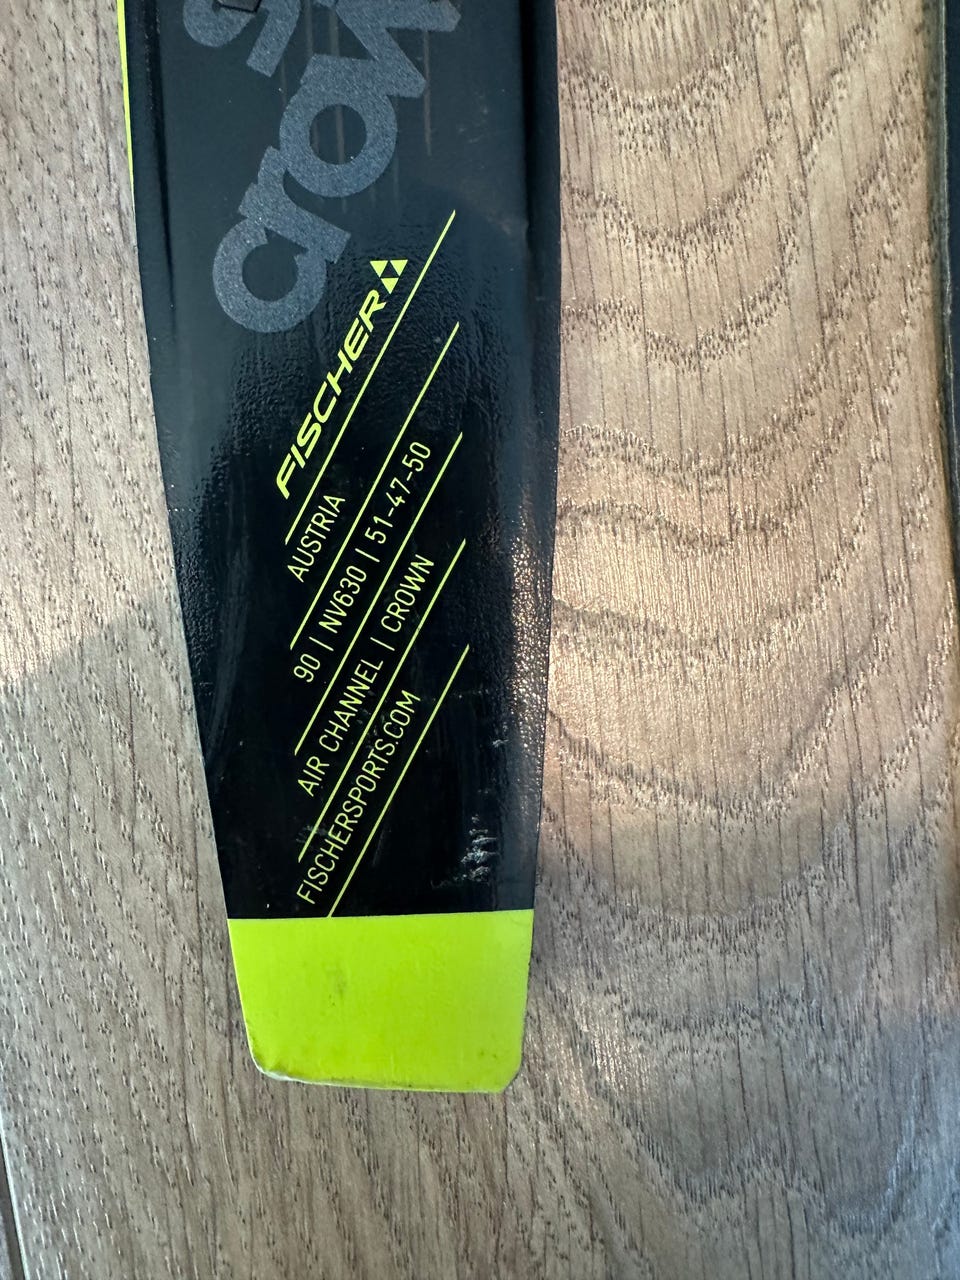 crown
FISCHER
AUSTRIA
90 | NV630 | 51-47-50
AIR CHANNEL | CROWN
FISCHERSPORTS.COM